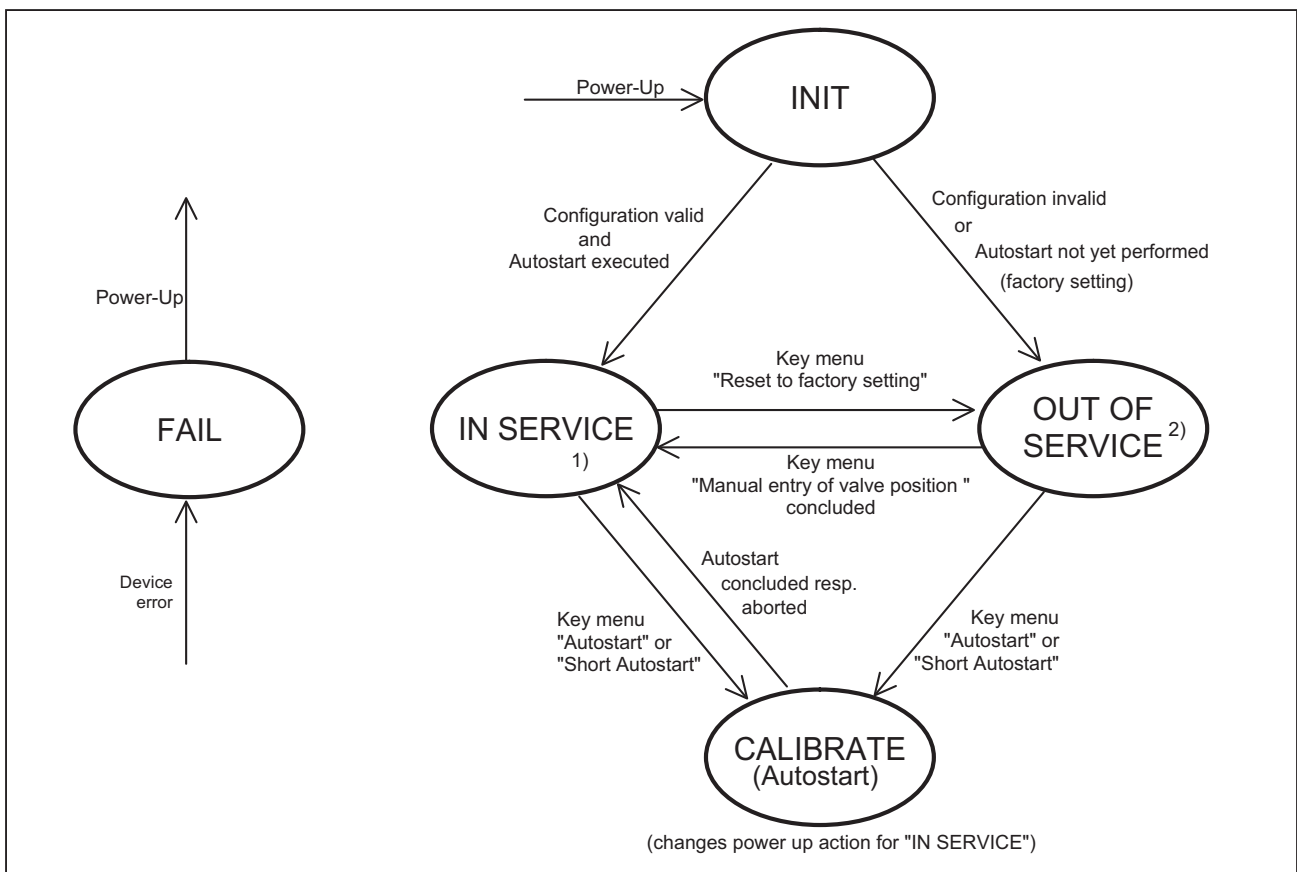 Power-Up
INIT
Configuration valid
and
Autostart executed
Configuration invalid
or
Autostart not yet performed
(factory setting)
Power-Up
FAIL
Device
error
IN SERVICE
1)
Key menu
"Reset to factory setting"
OUT OF
SERVICE 2)
Key menu
"Manual entry of valve position "
concluded
Autostart
concluded resp.
aborted
Key menu
"Autostart" or
"Short Autostart"
Key menu
"Autostart" or
"Short Autostart"
CALIBRATE
(Autostart)
(changes power up action for "IN SERVICE")